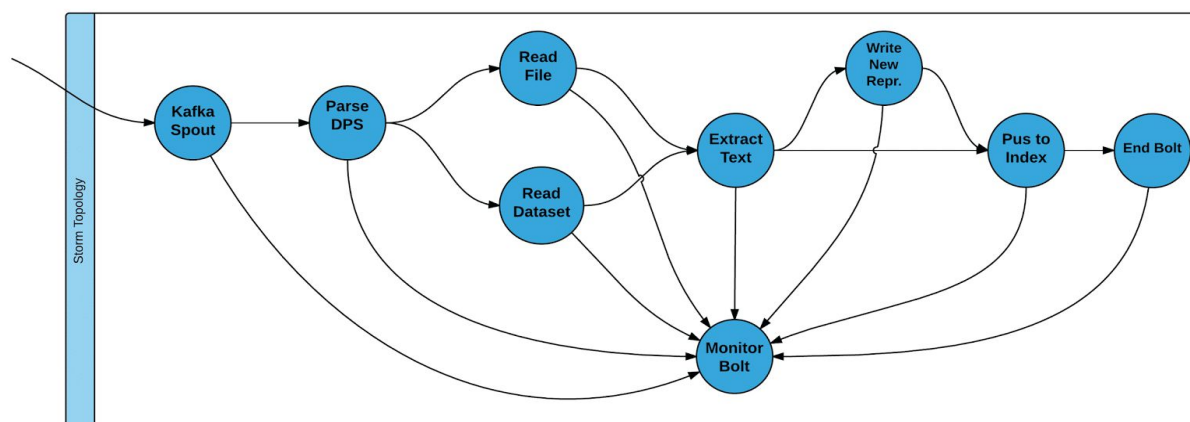 Storm Topology
Kafka
Spout
Parse
DPS
Read
File
Read
Dataset
Extract
Text
Write
New
Repr.
Pus to
Index
End Bolt
Monitor
Bolt